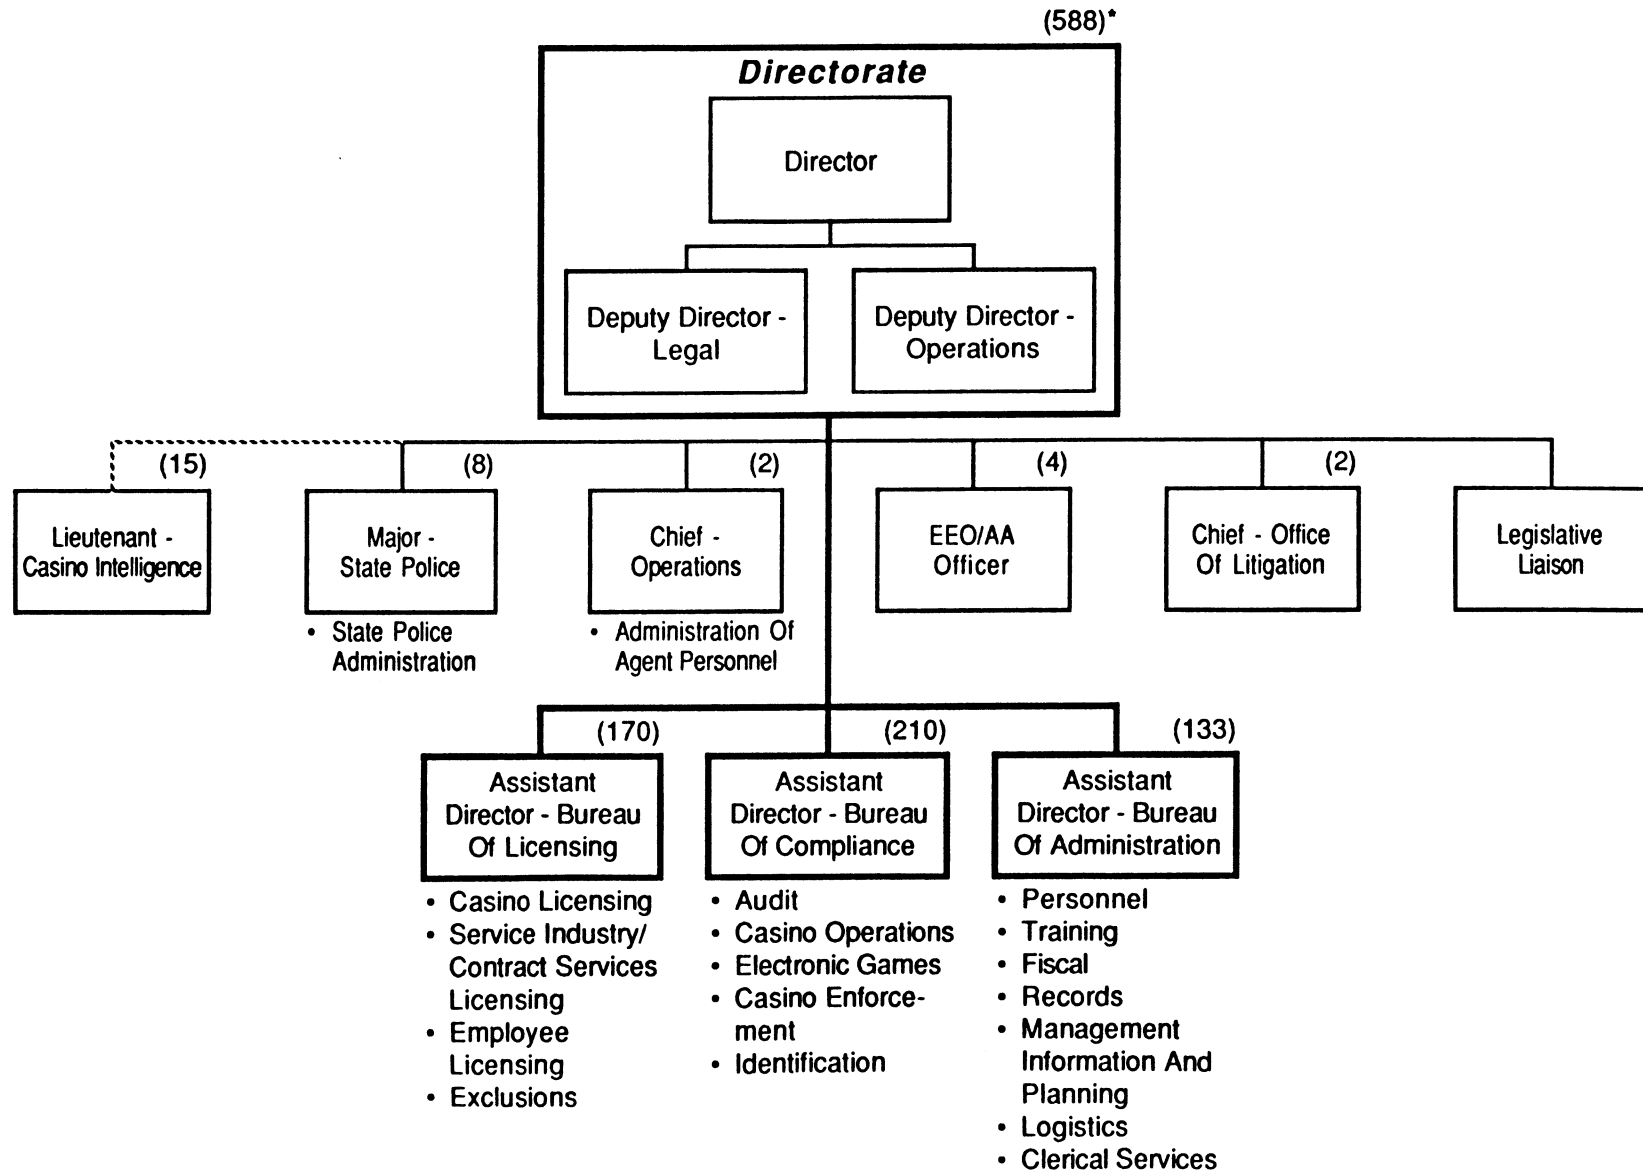 (588)*
Directorate
Director
Deputy Director -
Legal
Deputy Director -
Operations
(15)
(8)
(2)
(4)
(2)
Lieutenant -
Casino Intelligence
Major -
State Police
Chief -
Operations
EEO/AA
Officer
Chief - Office
Of Litigation
Legislative
Liaison
• State Police
Administration
• Administration Of
Agent Personnel
(170)
(210)
(133)
Assistant
Director - Bureau
Of Licensing
Assistant
Director - Bureau
Of Compliance
Assistant
Director - Bureau
Of Administration
• Casino Licensing
• Service Industry/
Contract Services
Licensing
• Employee
Licensing
• Exclusions
• Audit
• Casino Operations
• Electronic Games
• Casino Enforce-
ment
• Identification
• Personnel
• Training
• Fiscal
• Records
• Management
Information And
Planning
• Logistics
• Clerical Services